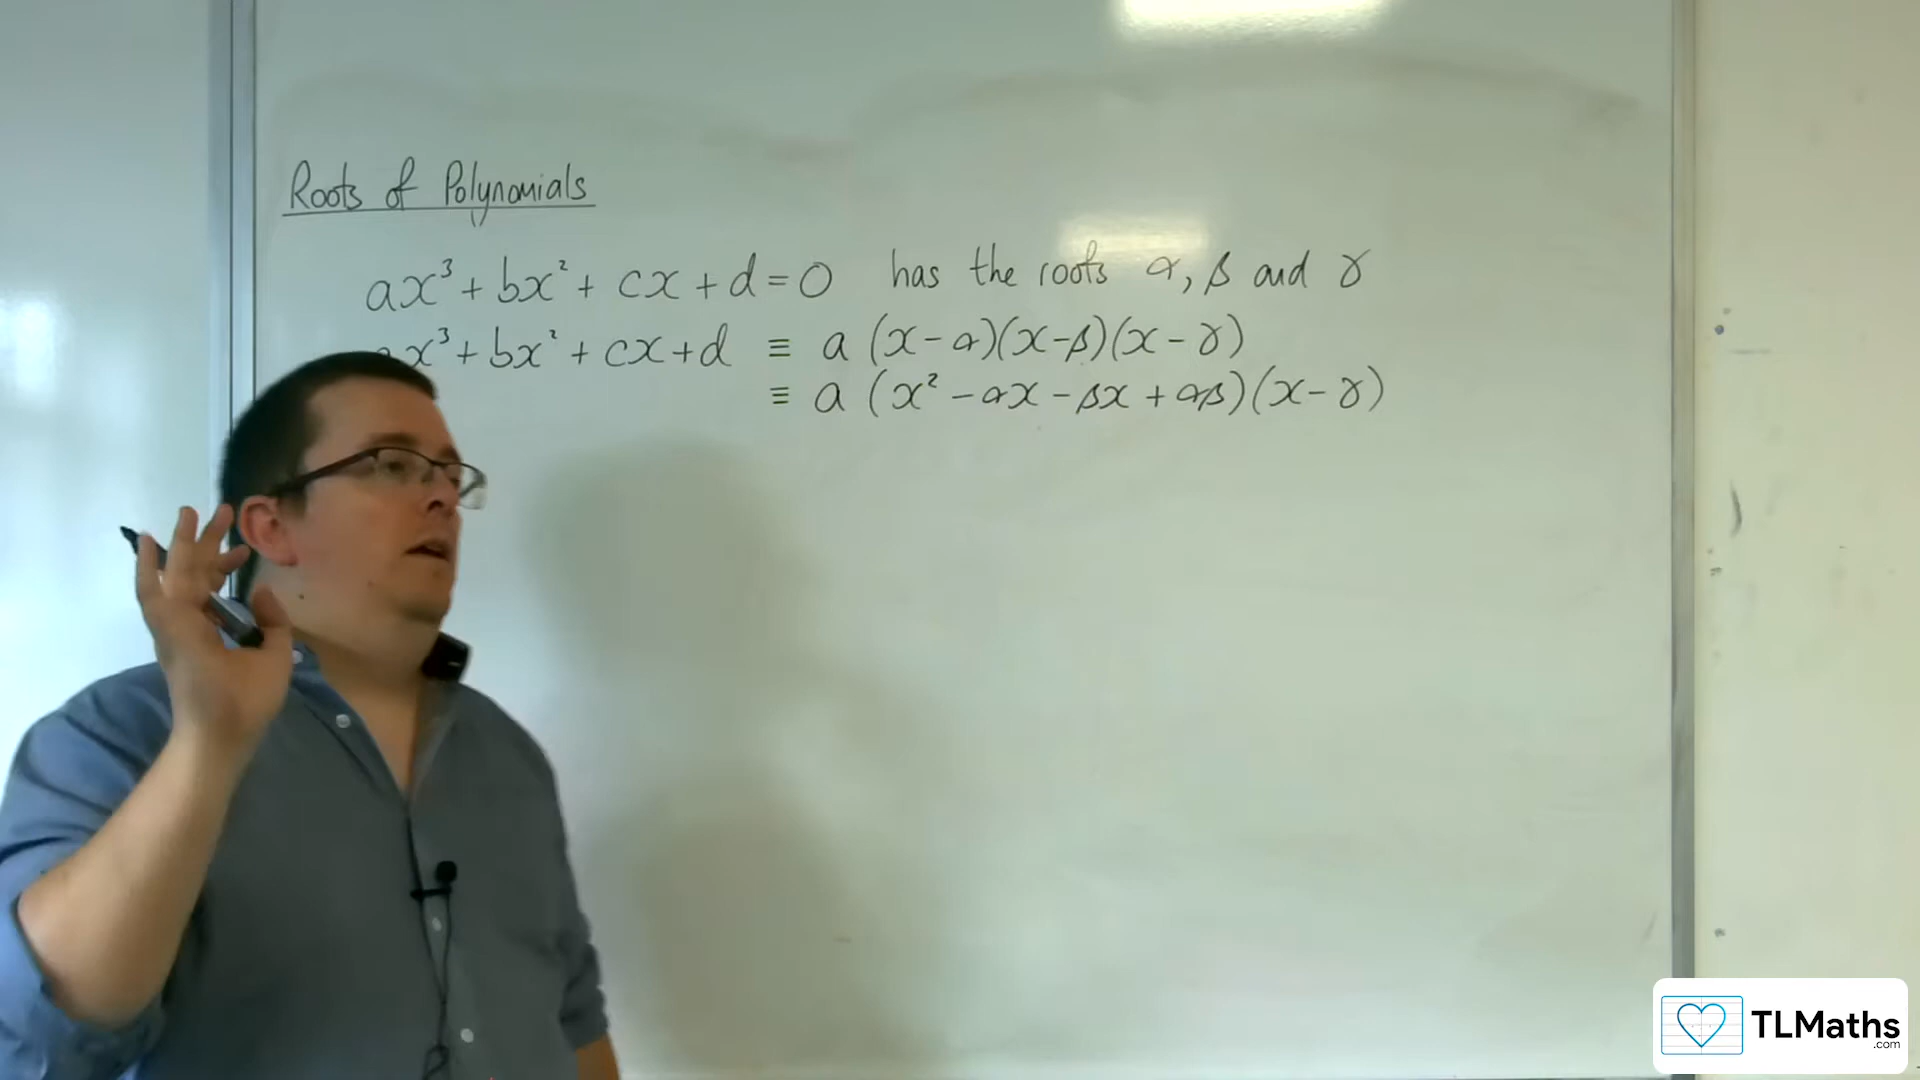 Roots of Polynomials
ax³ + bx² + cx + d = 0 has the roots α, β and γ
ax³ + bx² + cx + d ≡ a (x - α)(x - β)(x - γ)
≡ a (x² - αx - βx + αβ)(x - γ)
TLMaths
.com